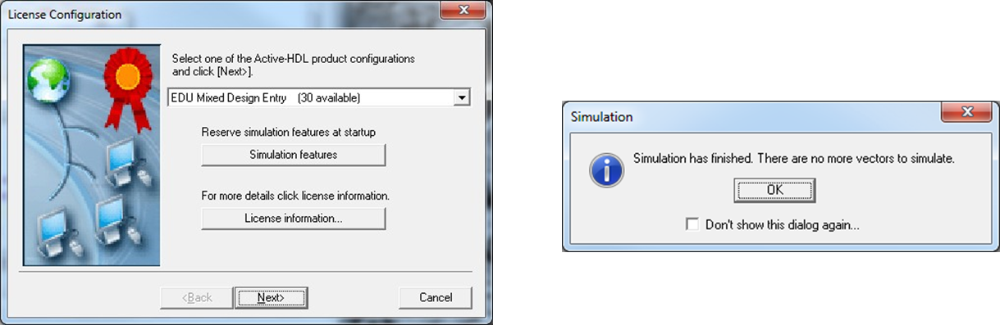 License Configuration
Select one of the Active-HDL product configurations
and click [Next>].
EDU Mixed Design Entry (30 available)
Reserve simulation features at startup
Simulation features
For more details click license information.
License information...
<Back
Next>
Cancel
Simulation
Simulation has finished. There are no more vectors to simulate.
OK
Don't show this dialog again...